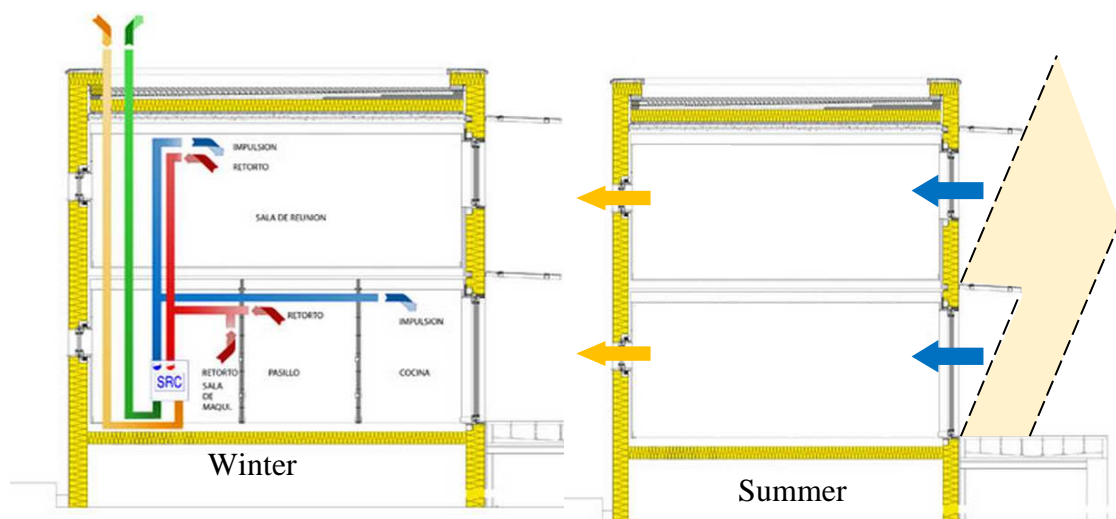 IMPULSION
RETORTO
SALA DE REUNION
RETORTO
IMPULSION
SRC
RETORTO
SALA
DE
MAQUI.
PASILLO
COCINA
Winter
Summer